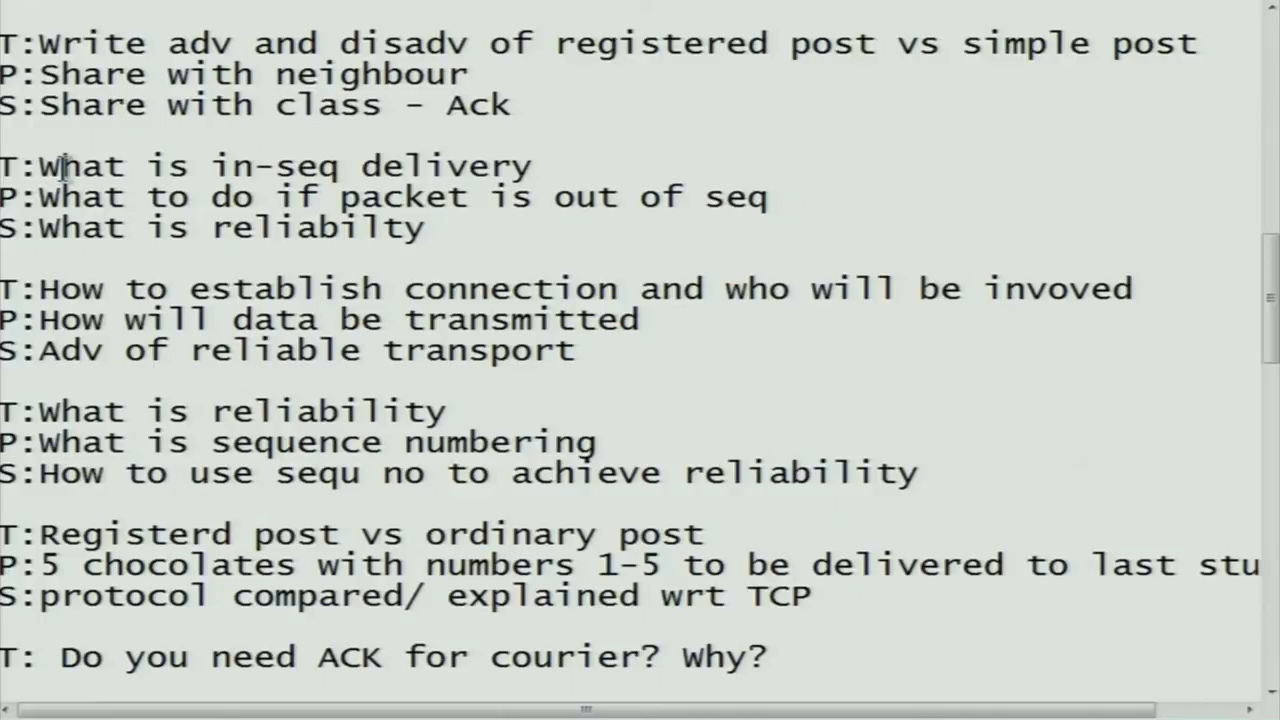 T:Write adv and disadv of registered post vs simple post
P:Share with neighbour
S:Share with class - Ack
T:What is in-seq delivery
P:What to do if packet is out of seq
S:What is reliabilty
T:How to establish connection and who will be invoved
P:How will data be transmitted
S:Adv of reliable transport
T:What is reliability
P:What is sequence numbering
S:How to use sequ no to achieve reliability
T:Registerd post vs ordinary post
P:5 chocolates with numbers 1-5 to be delivered to last stu
S:protocol compared/ explained wrt TCP
T: Do you need ACK for courier? Why?